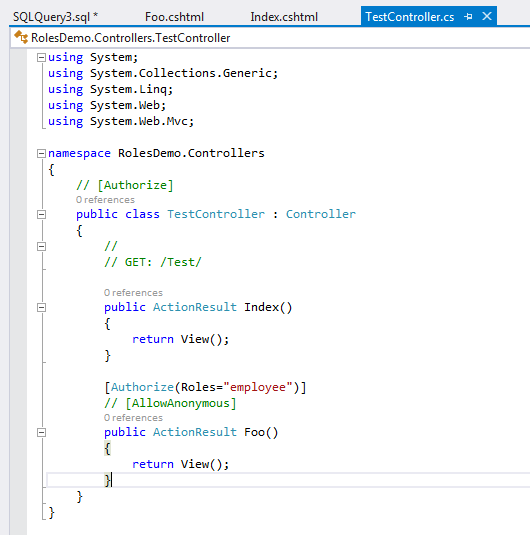 SQLQuery3.sql * Foo.cshtml Index.cshtml TestController.cs
RolesDemo.Controllers.TestController
using System;
using System.Collections.Generic;
using System.Linq;
using System.Web;
using System.Web.Mvc;
namespace RolesDemo.Controllers
{
// [Authorize]
0 references
public class TestController : Controller
{
//
// GET: /Test/
0 references
public ActionResult Index()
{
return View();
}
[Authorize(Roles="employee")]
// [AllowAnonymous]
0 references
public ActionResult Foo()
{
return View();
}
}
}